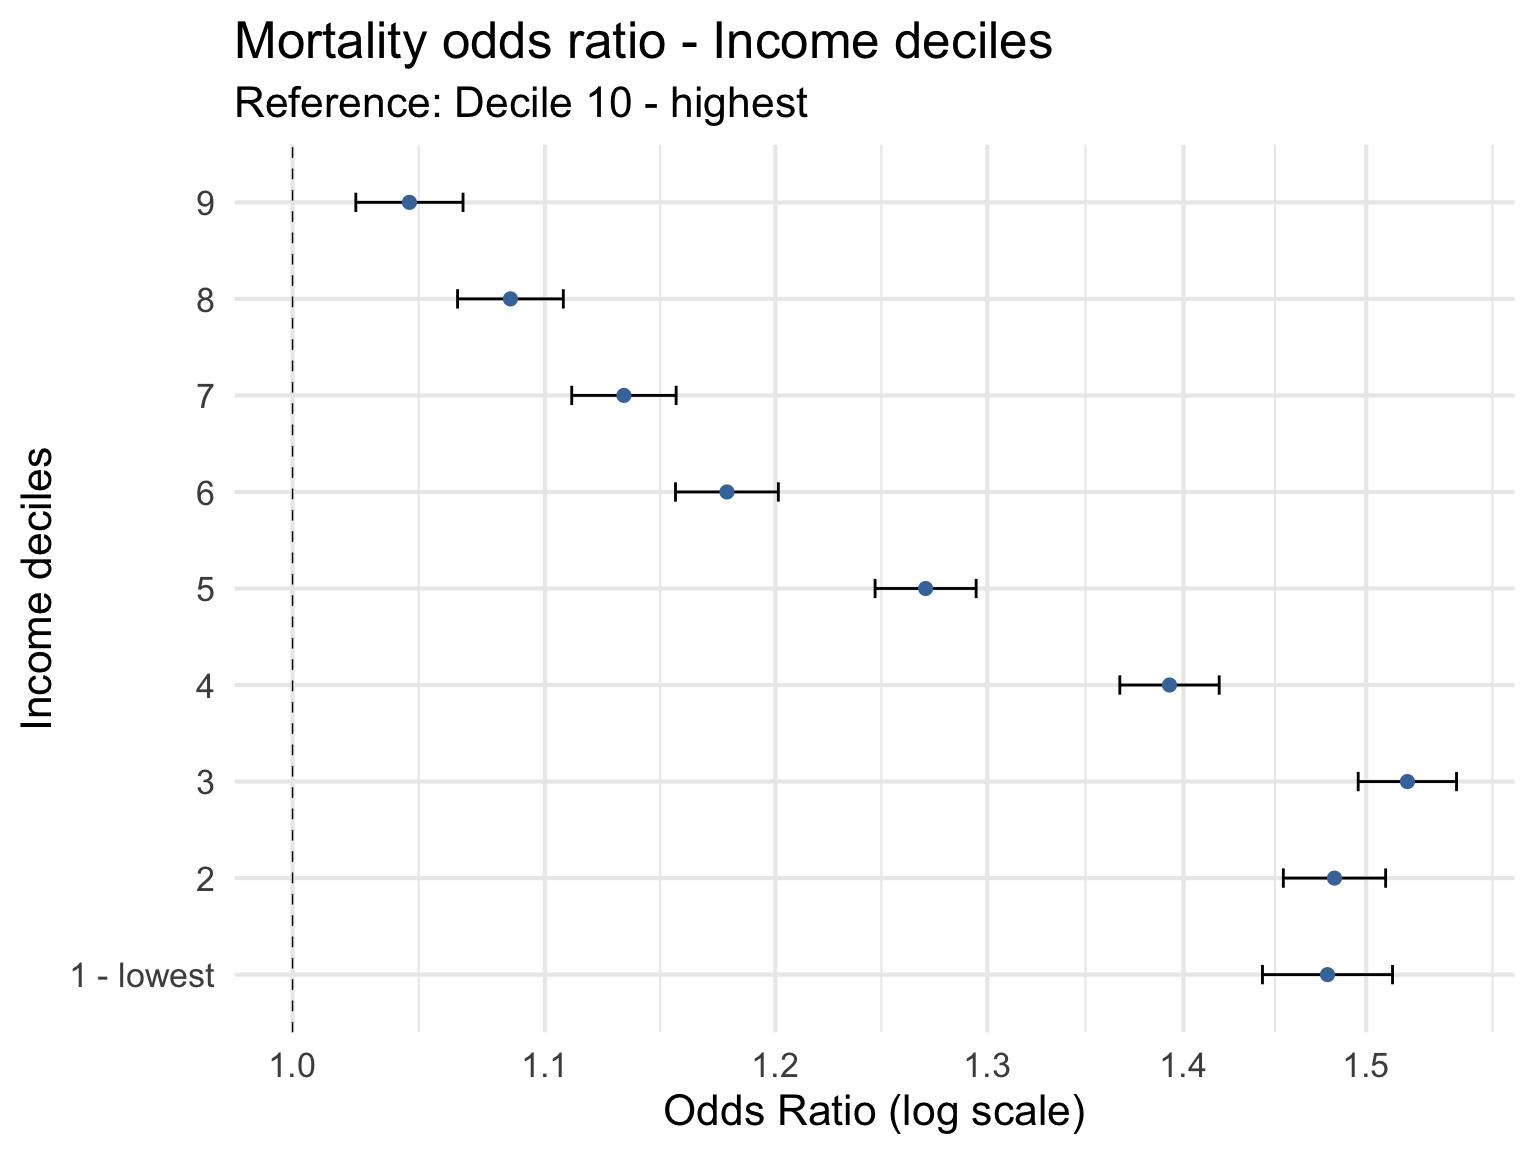 Mortality odds ratio - Income deciles
Reference: Decile 10 - highest
Income deciles
9
8
7
6
5
4
3
2
1 - lowest
1.0 1.1 1.2 1.3 1.4 1.5
Odds Ratio (log scale)